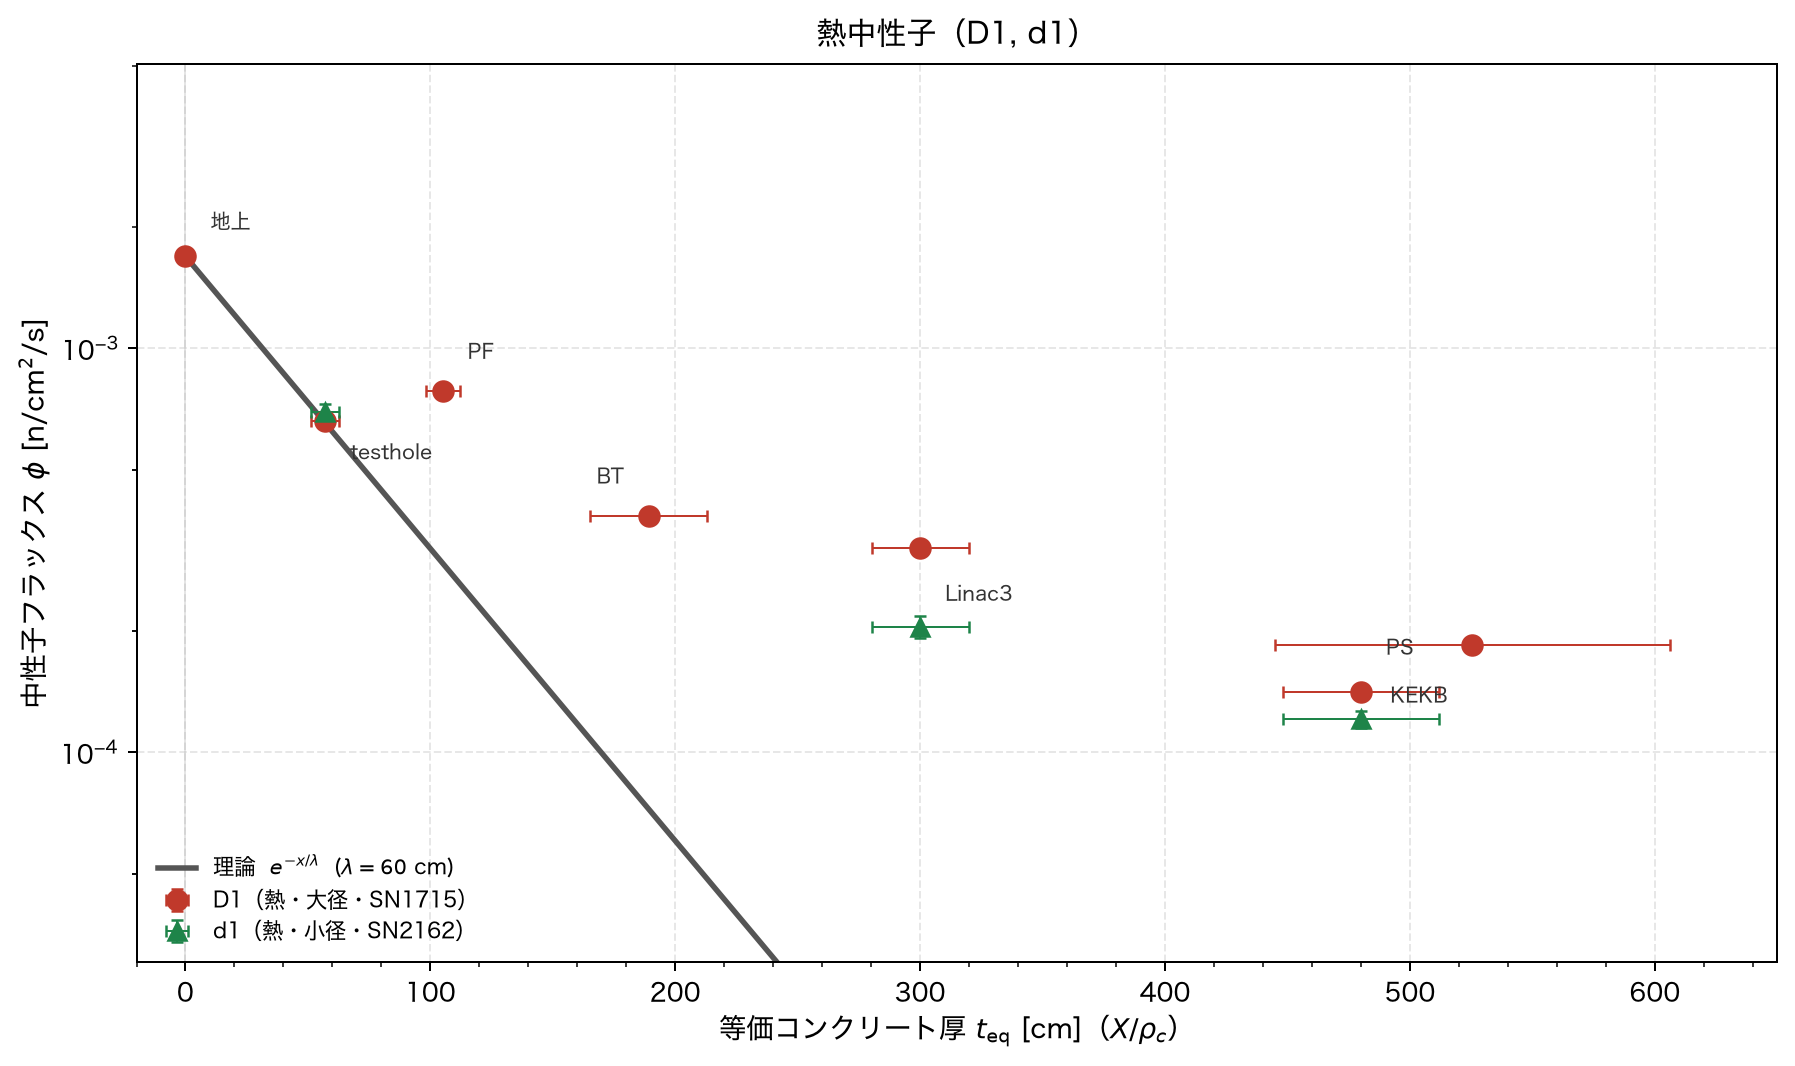 熱中性子（D1, d1）
中性子フラックス ϕ [n/cm²/s]
10⁻³
10⁻⁴
地上
PF
testhole
BT
Linac3
PS
KEKB
理論 e^{−x/λ} (λ = 60 cm)
D1（熱・大径・SN1715）
d1（熱・小径・SN2162）
0 100 200 300 400 500 600
等価コンクリート厚 t_eq [cm]（X/ρ_c）